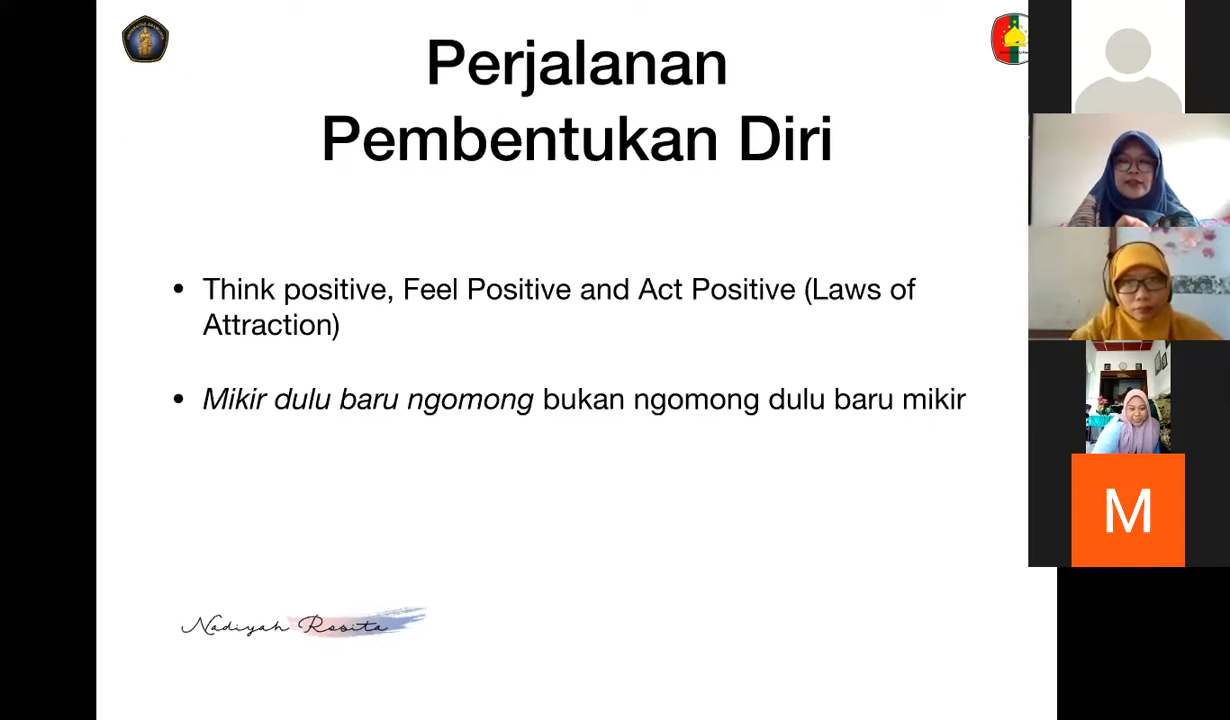 Perjalanan
Pembentukan Diri
• Think positive, Feel Positive and Act Positive (Laws of
Attraction)
• Mikir dulu baru ngomong bukan ngomong dulu baru mikir
M
Nadiyah Rosita